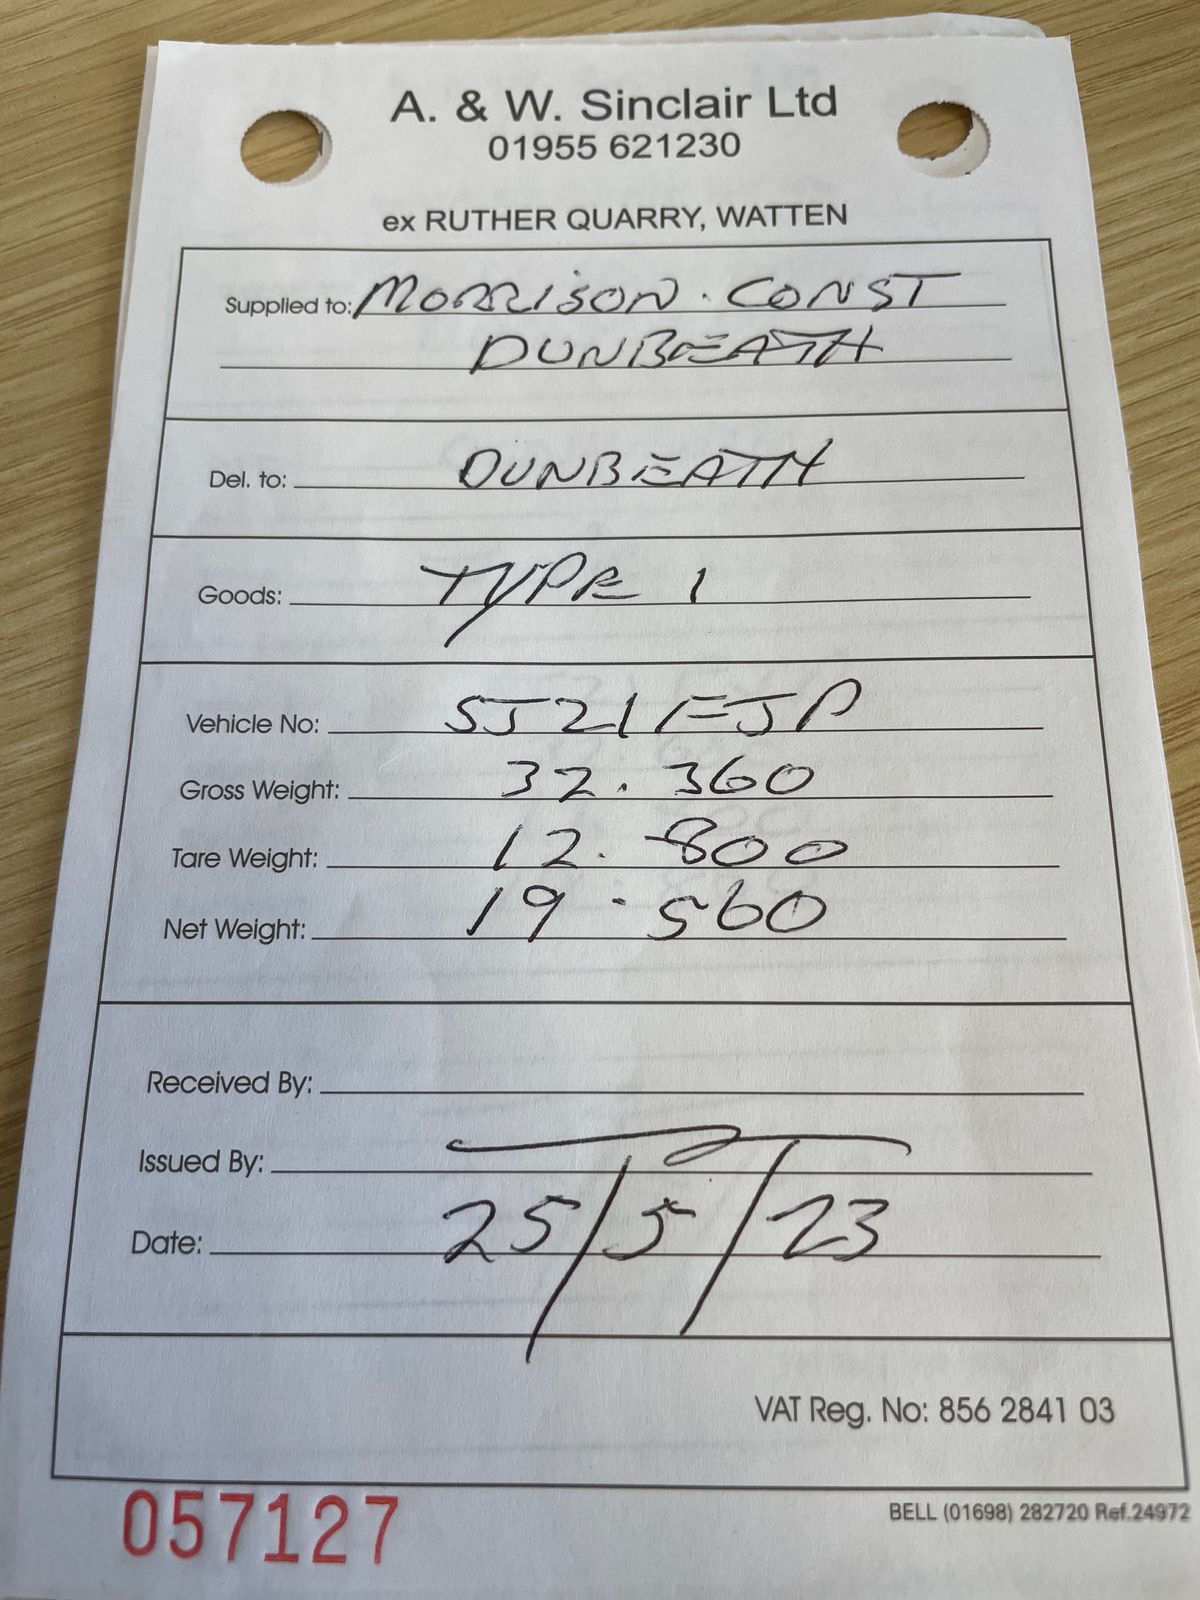 A. & W. Sinclair Ltd
01955 621230
ex RUTHER QUARRY, WATTEN
Supplied to: MORRISON. CONST
DUNBEATH
Del. to: DUNBEATH
Goods: TYPE 1
Vehicle No: SJ21FJP
Gross Weight: 32.360
Tare Weight: 12.800
Net Weight: 19.560
Received By:
Issued By:
Date: 25/5/23
VAT Reg. No: 856 2841 03
057127
BELL (01698) 282720 Ref.24972